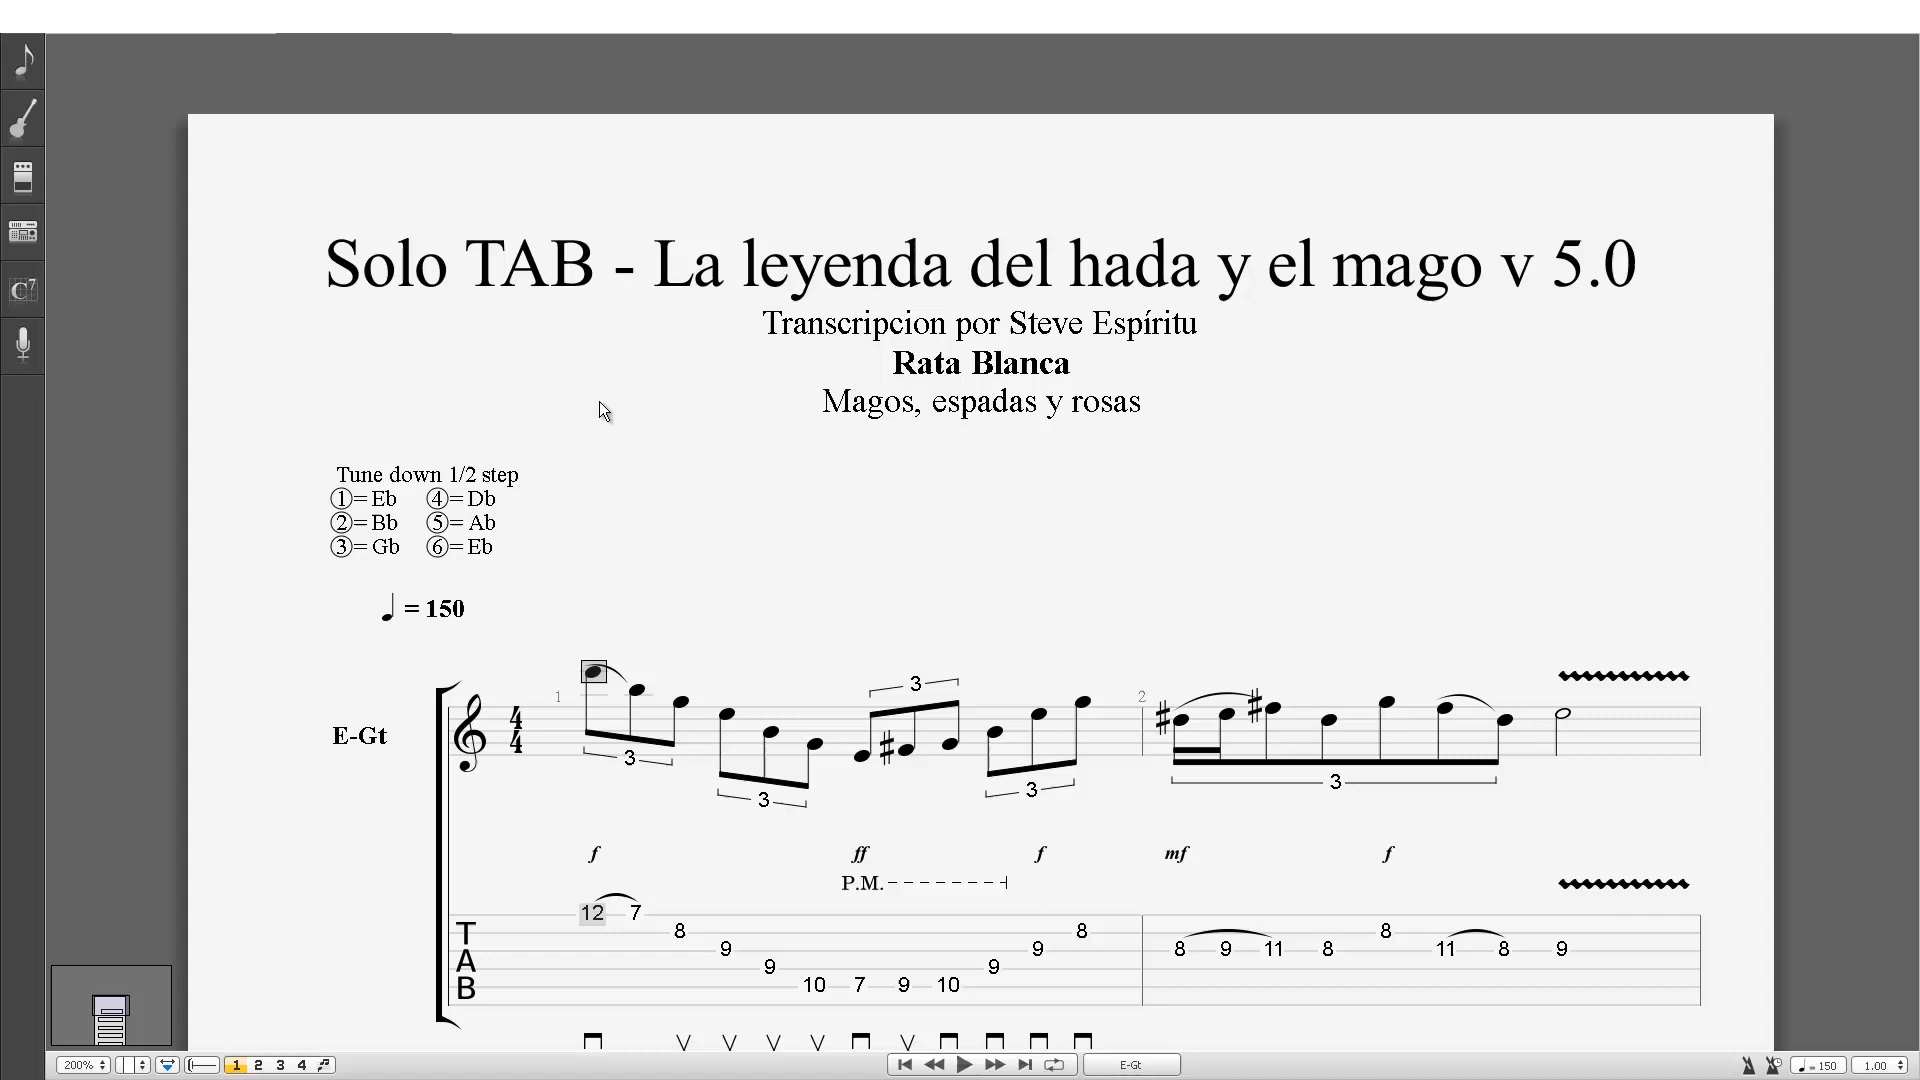 Solo TAB - La leyenda del hada y el mago v 5.0
Transcripcion por Steve Espíritu
Rata Blanca
Magos, espadas y rosas
Tune down 1/2 step
①= Eb ④= Db
②= Bb ⑤= Ab
③= Gb ⑥= Eb
♩ = 150
C7
E-Gt
1
2
4
4
3
3
3
3
3
f ff f mf f
P.M.
T
A
B
12 7 8 9 9 10 7 9 10 9 9 8
8 9 11 8 8 11 8 9
200% 1 2 3 4 E-Gt ♩ = 150 1.00